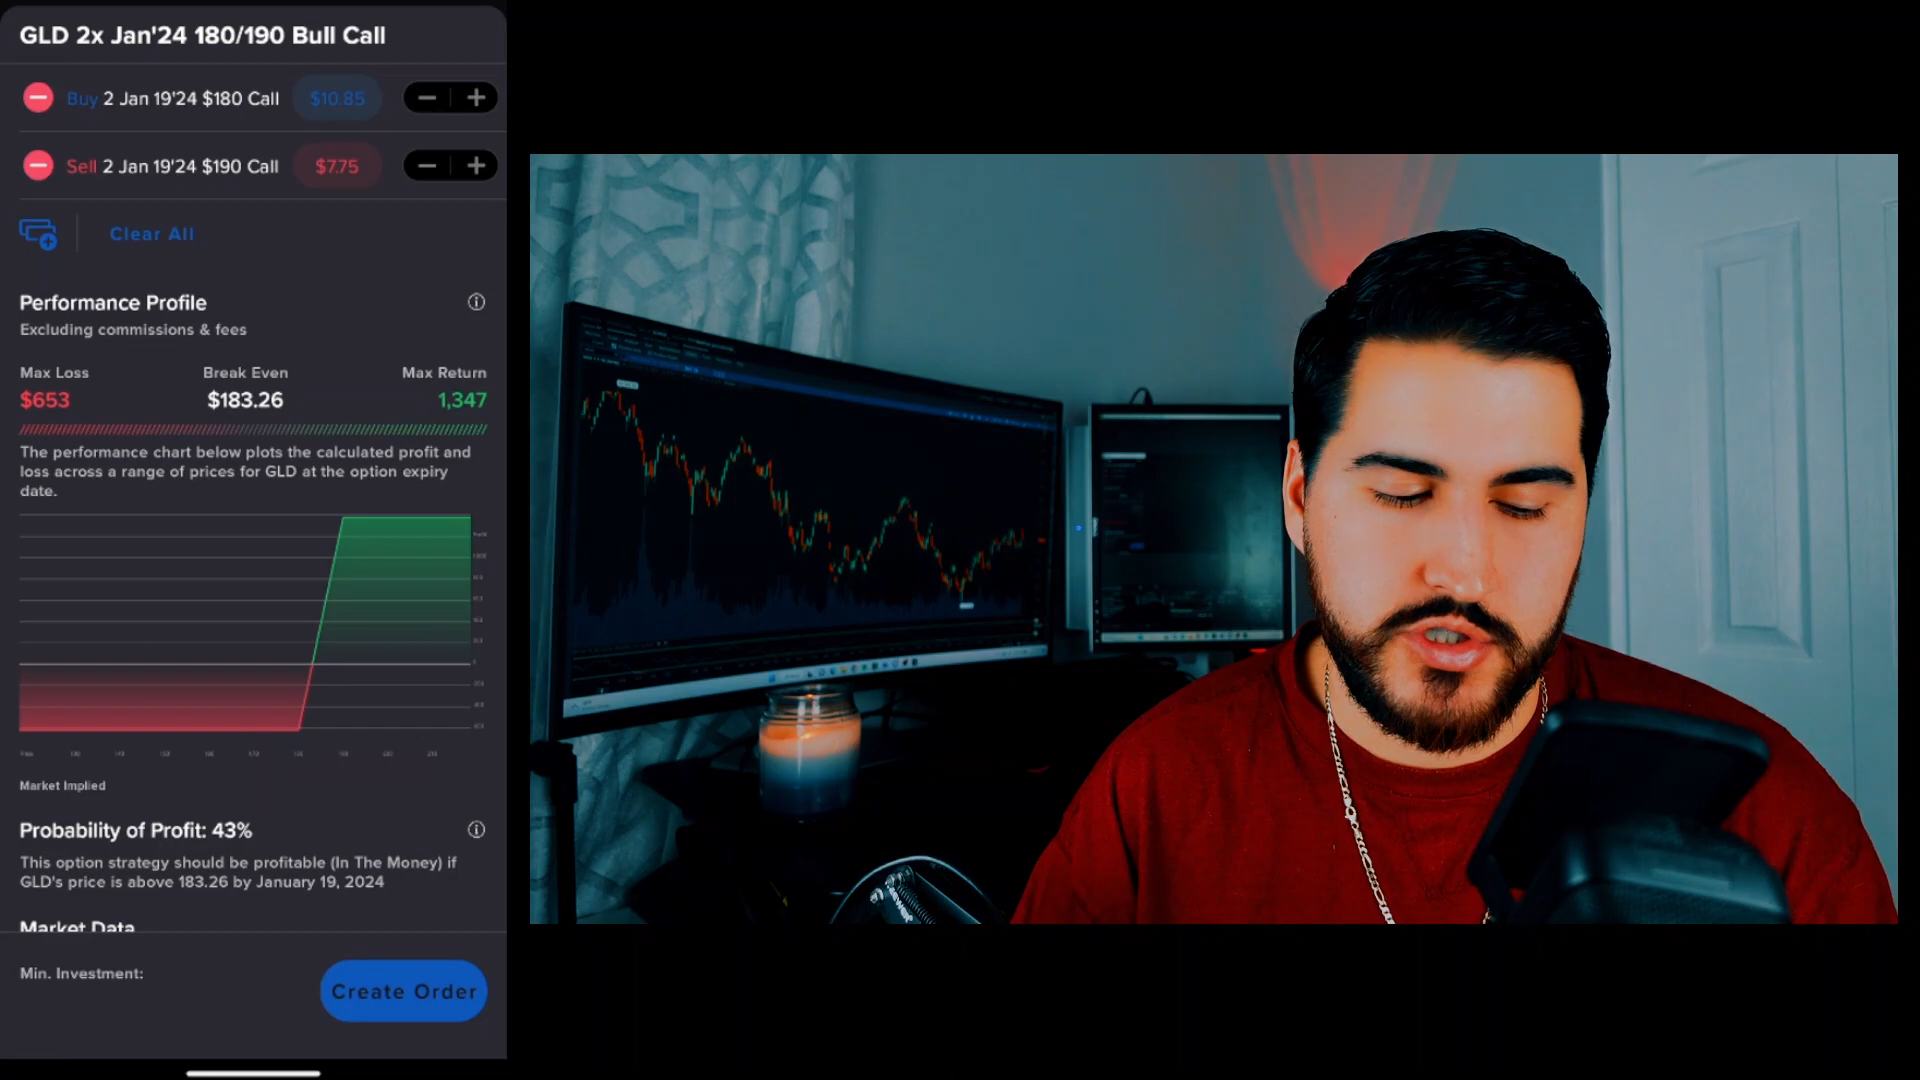 GLD 2x Jan'24 180/190 Bull Call
Buy 2 Jan 19'24 $180 Call $10.85
Sell 2 Jan 19'24 $190 Call $7.75
Clear All
Performance Profile
Excluding commissions & fees
Max Loss Break Even Max Return
$653 $183.26 1,347
The performance chart below plots the calculated profit and
loss across a range of prices for GLD at the option expiry
date.
Market Implied
Probability of Profit: 43%
This option strategy should be profitable (In The Money) if
GLD's price is above 183.26 by January 19, 2024
Market Data
Min. Investment:
Create Order